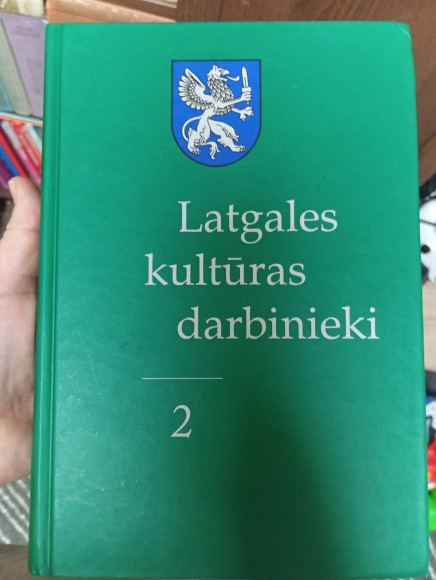 Latgales
kultūras
darbinieki
2